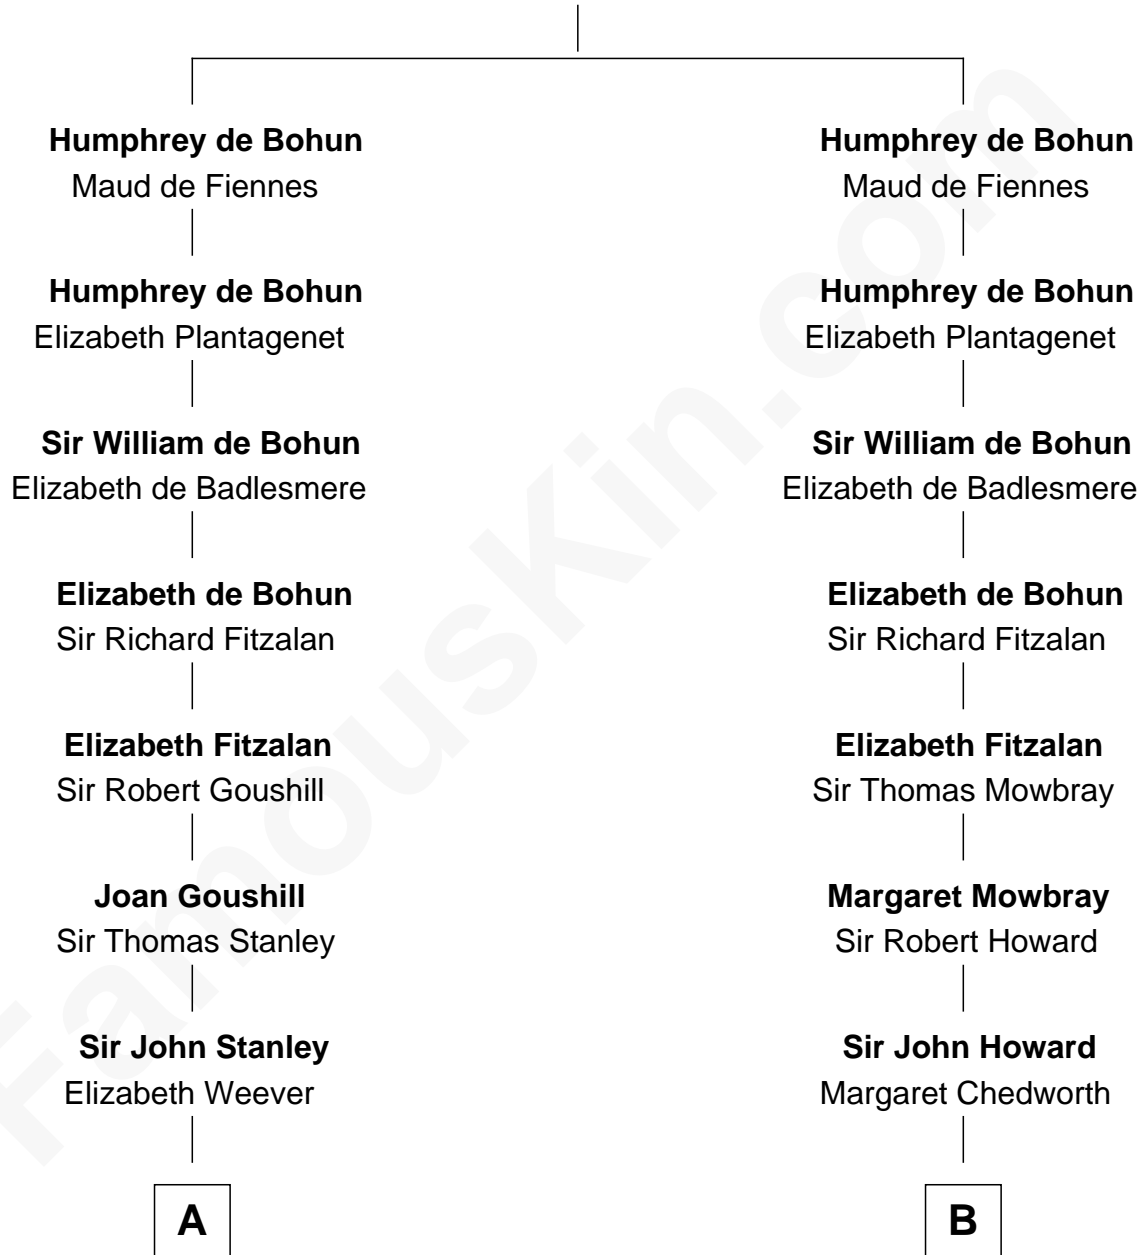 Humphrey de Bohun
Maud de Fiennes
Humphrey de Bohun
Elizabeth Plantagenet
Sir William de Bohun
Elizabeth de Badlesmere
Elizabeth de Bohun
Sir Richard Fitzalan
Elizabeth Fitzalan
Sir Robert Goushill
Joan Goushill
Sir Thomas Stanley
Sir John Stanley
Elizabeth Weever
A
Humphrey de Bohun
Maud de Fiennes
Humphrey de Bohun
Elizabeth Plantagenet
Sir William de Bohun
Elizabeth de Badlesmere
Elizabeth de Bohun
Sir Richard Fitzalan
Elizabeth Fitzalan
Sir Thomas Mowbray
Margaret Mowbray
Sir Robert Howard
Sir John Howard
Margaret Chedworth
B
FamousKin.com